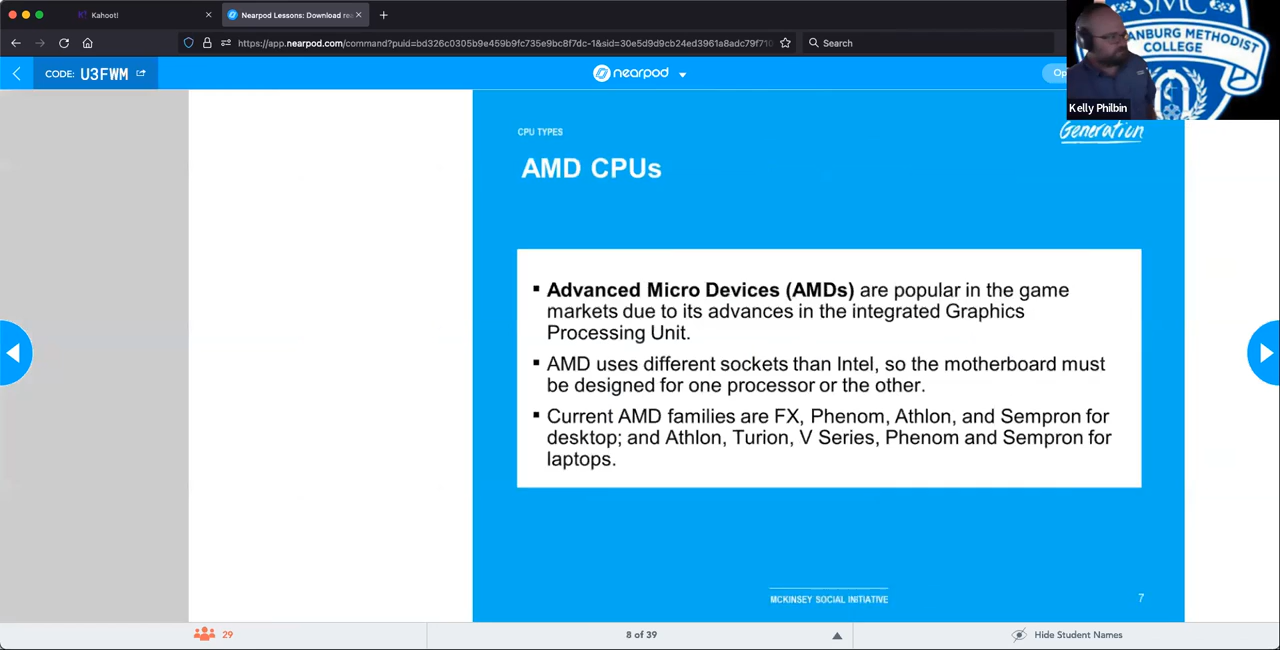 Kahoot!
Nearpod Lessons: Download re
https://app.nearpod.com/command?puid=bd326c0305b9e459b9fc735e9bc8f7dc-1&sid=30e5d9d9cb24ed3961a8adc79f71
Search
SMC
ANBURG METHODIST
COLLEGE
Kelly Philbin
CODE: U3FWM
nearpod
Op
Generation
CPU TYPES
AMD CPUs
▪ Advanced Micro Devices (AMDs) are popular in the game
markets due to its advances in the integrated Graphics
Processing Unit.
▪ AMD uses different sockets than Intel, so the motherboard must
be designed for one processor or the other.
▪ Current AMD families are FX, Phenom, Athlon, and Sempron for
desktop; and Athlon, Turion, V Series, Phenom and Sempron for
laptops.
MCKINSEY SOCIAL INITIATIVE
7
29
8 of 39
Hide Student Names